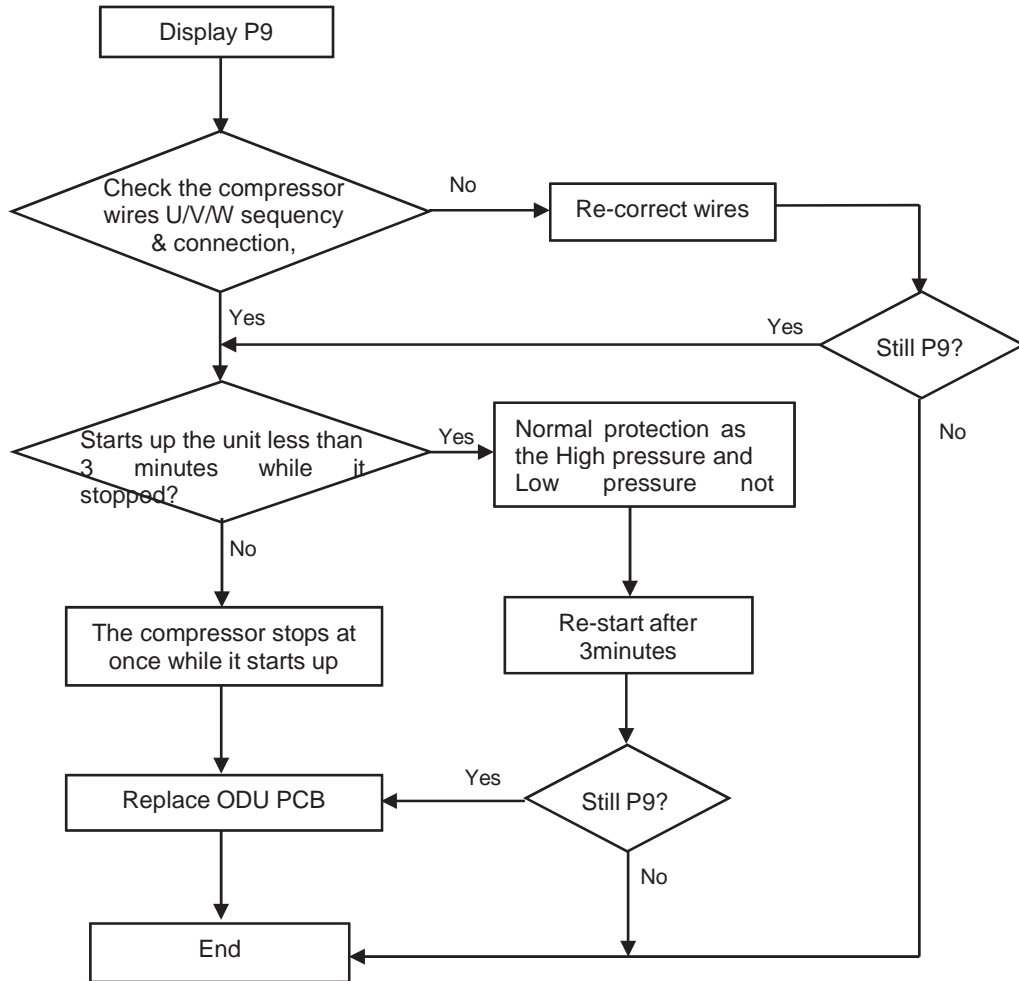 Display P9
Check the compressor
wires U/V/W sequency
& connection,
No
Re-correct wires
Yes
Yes
Still P9?
No
Starts up the unit less than
3 minutes while it
stopped?
Yes
Normal protection as
the High pressure and
Low pressure not
No
The compressor stops at
once while it starts up
Re-start after
3minutes
Replace ODU PCB
Yes
Still P9?
No
End